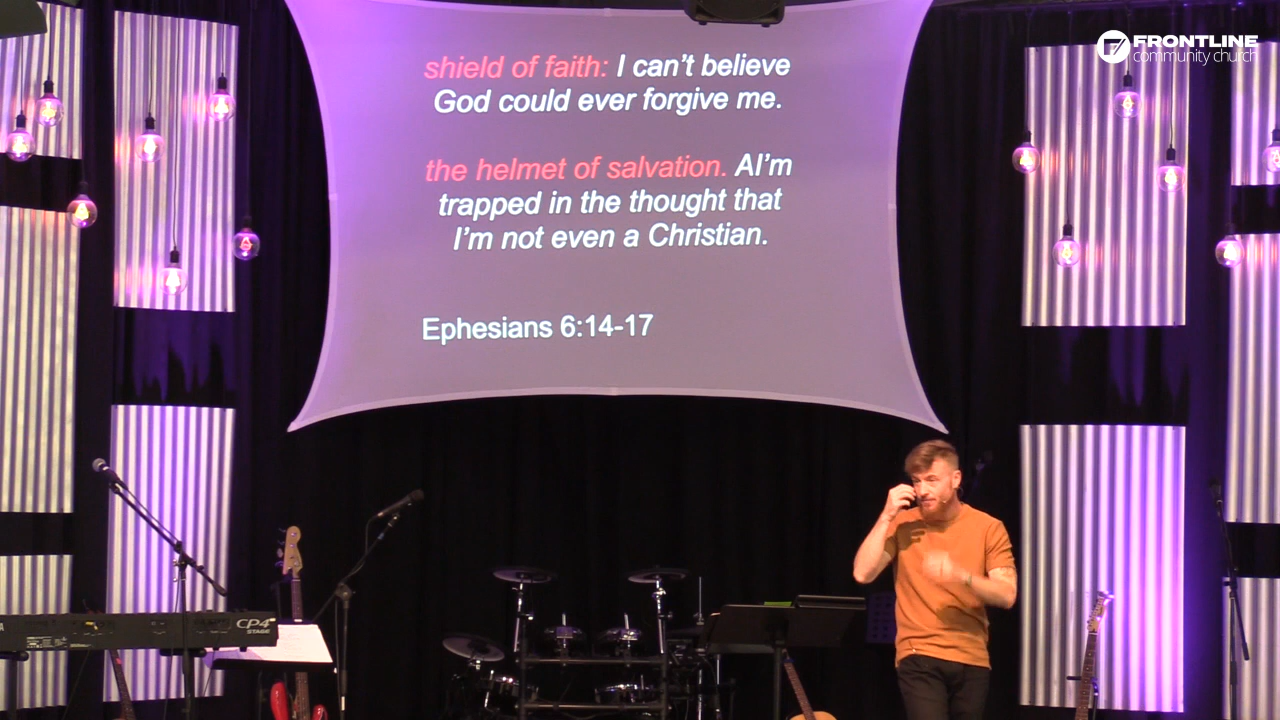 FRONTLINE
community church
shield of faith: I can't believe
God could ever forgive me.
the helmet of salvation. AI'm
trapped in the thought that
I'm not even a Christian.
Ephesians 6:14-17
CP4
STAGE